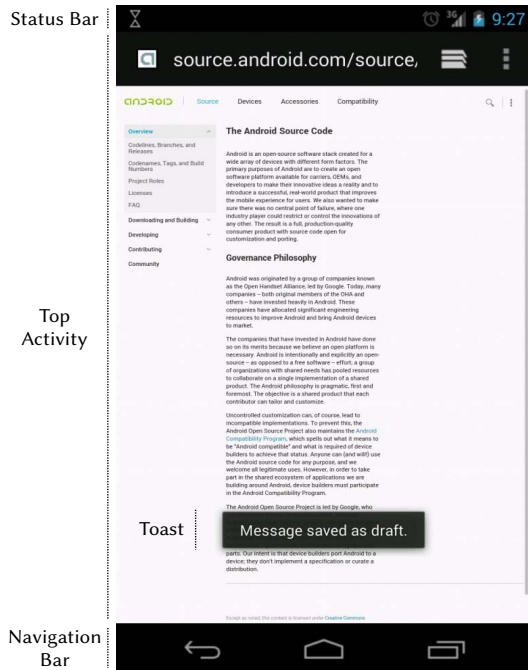 Status Bar
3G
9:27
source.android.com/source,
android
Source
Devices
Accessories
Compatibility
Overview
Codelines, Branches, and
Releases
Codenames, Tags, and Build
Numbers
Project Roles
Licenses
FAQ
Downloading and Building
Developing
Contributing
Community
The Android Source Code
Android is an open-source software stack created for a
wide array of devices with different form factors. The
primary purposes of Android are to create an open
software platform available for carriers, OEMs, and
developers to make their innovative ideas a reality and to
introduce a successful, real-world product that improves
the mobile experience for users. We also wanted to make
sure there was no central point of failure, where one
industry player could restrict or control the innovations of
any other. The result is a full, production-quality
consumer product with source code open for
customization and porting.
Governance Philosophy
Android was originated by a group of companies known
as the Open Handset Alliance, led by Google. Today, many
companies – both original members of the OHA and
others – have invested heavily in Android. These
companies have allocated significant engineering
resources to improve Android and bring Android devices
to market.
The companies that have invested in Android have done
so on its merits because we believe an open platform is
necessary. Android is intentionally and explicitly an open-
source – as opposed to a free software – effort; a group
of organizations with shared needs has pooled resources
to collaborate on a single implementation of a shared
product. The Android philosophy is pragmatic, first and
foremost. The objective is a shared product that each
contributor can tailor and customize.
Uncontrolled customization can, of course, lead to
incompatible implementations. To prevent this, the
Android Open Source Project also maintains the Android
Compatibility Program, which spells out what it means to
be "Android compatible" and what is required of device
builders to achieve that status. Anyone can (and will!) use
the Android source code for any purpose, and we
welcome all legitimate uses. However, in order to take
part in the shared ecosystem of applications we are
building around Android, device builders must participate
in the Android Compatibility Program.
The Android Open Source Project is led by Google, who
Message saved as draft.
parts. Our intent is that device builders port Android to a
device; they don't implement a specification or curate a
distribution.
Except as noted, this content is licensed under Creative Commons
Top
Activity
Toast
Navigation
Bar